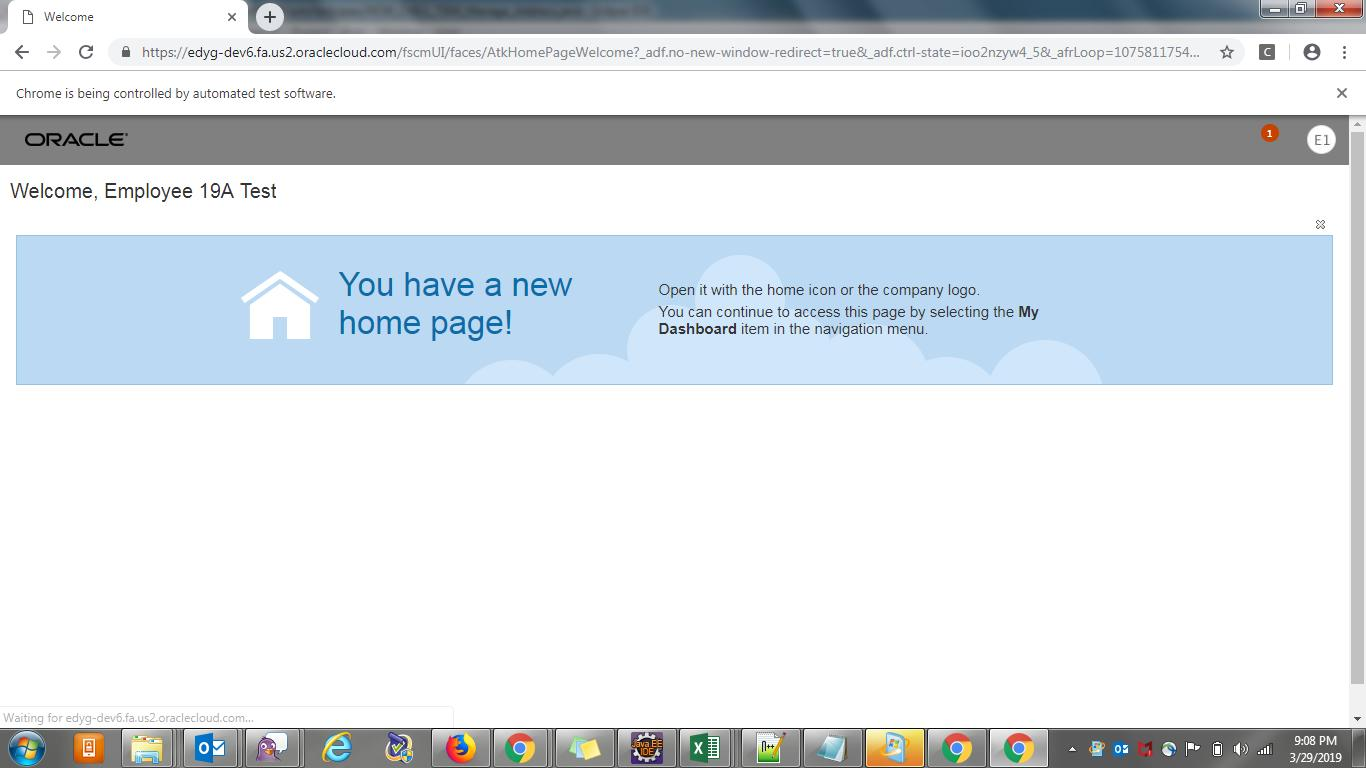 Welcome
https://edyg-dev6.fa.us2.oraclecloud.com/fscmUI/faces/AtkHomePageWelcome?_adf.no-new-window-redirect=true&_adf.ctrl-state=ioo2nzyw4_5&_afrLoop=1075811754...
C
Chrome is being controlled by automated test software.
ORACLE
1
E1
Welcome, Employee 19A Test
You have a new
home page!
Open it with the home icon or the company logo.
You can continue to access this page by selecting the My
Dashboard item in the navigation menu.
Waiting for edyg-dev6.fa.us2.oraclecloud.com...
Java EE
IDE
9:08 PM
3/29/2019